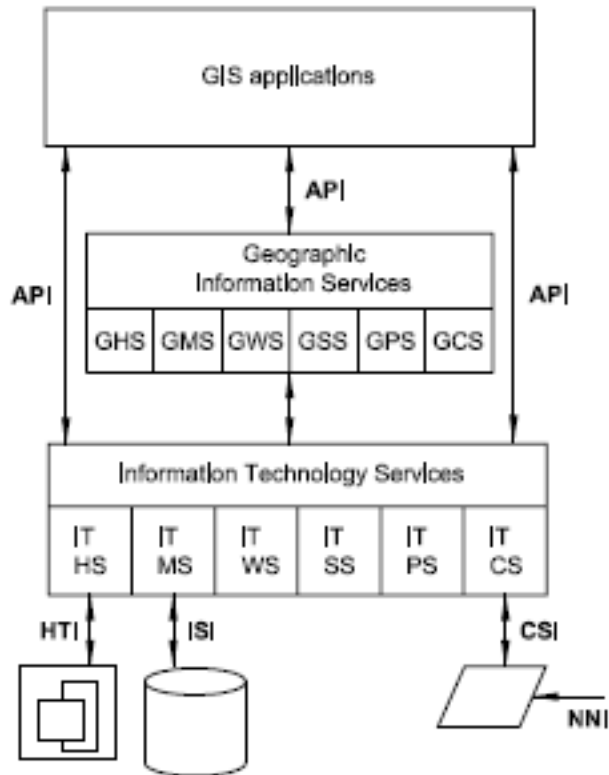 GIS applications
API
Geographic
Information Services
API
API
GHS GMS GWS GSS GPS GCS
Information Technology Services
IT IT IT IT IT IT
HS MS WS SS PS CS
HTI ISI CSI
NNI